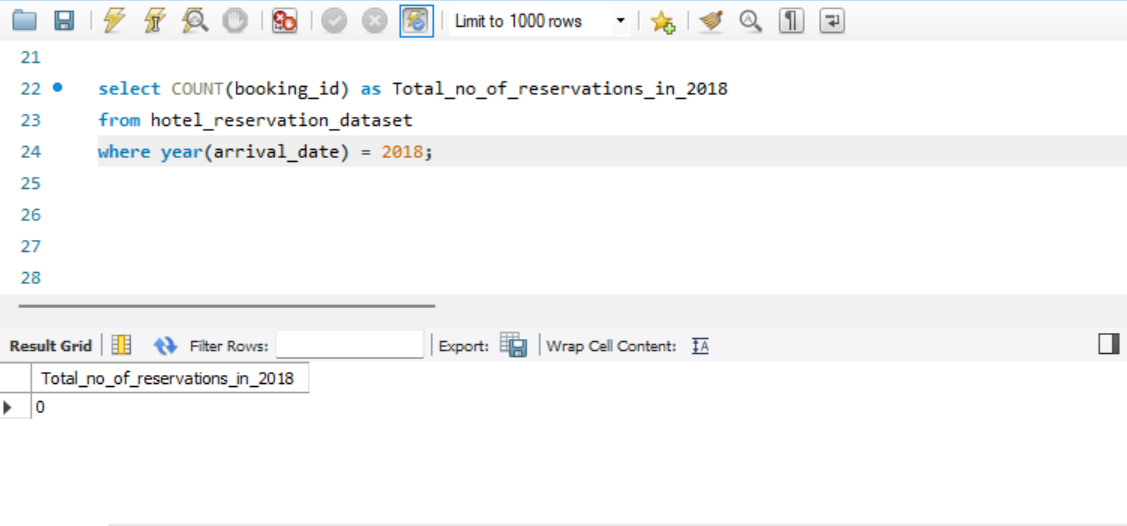 Limit to 1000 rows
21
22 select COUNT(booking_id) as Total_no_of_reservations_in_2018
23 from hotel_reservation_dataset
24 where year(arrival_date) = 2018;
25
26
27
28
Result Grid Filter Rows: Export: Wrap Cell Content: IA
Total_no_of_reservations_in_2018
0